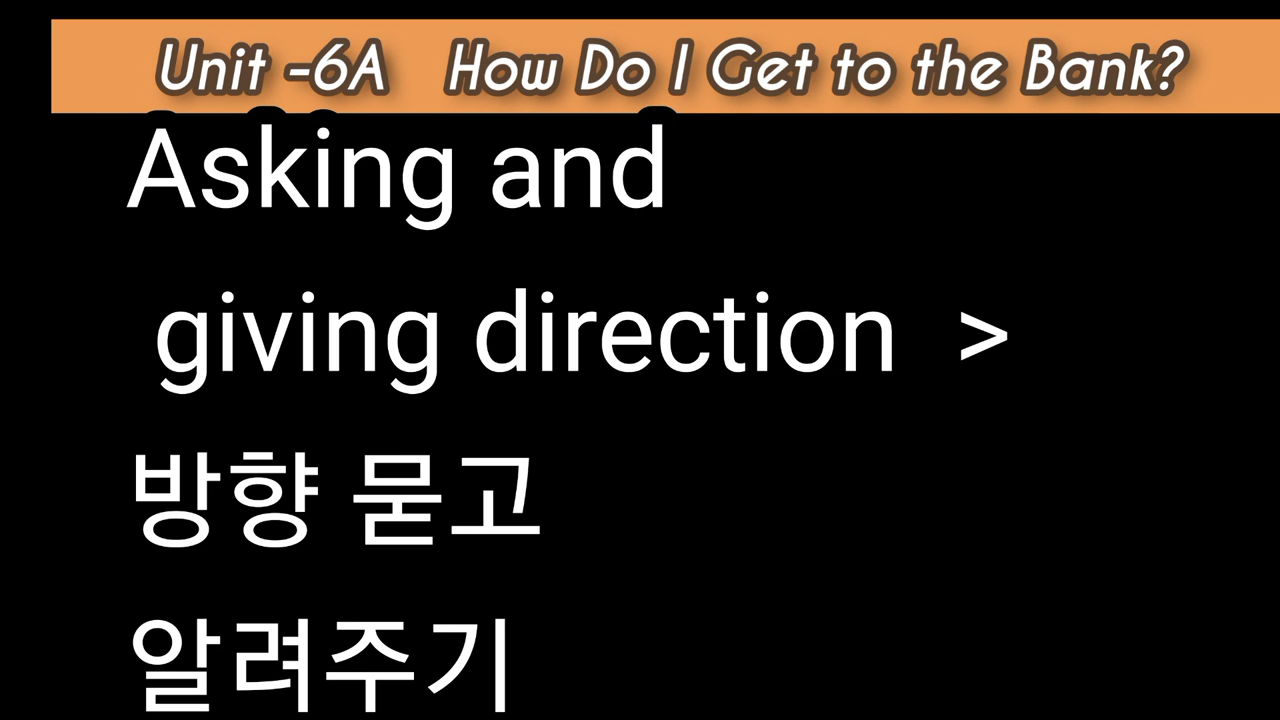 Unit -6A How Do I Get to the Bank?
Asking and
giving direction >
방향 묻고
알려주기